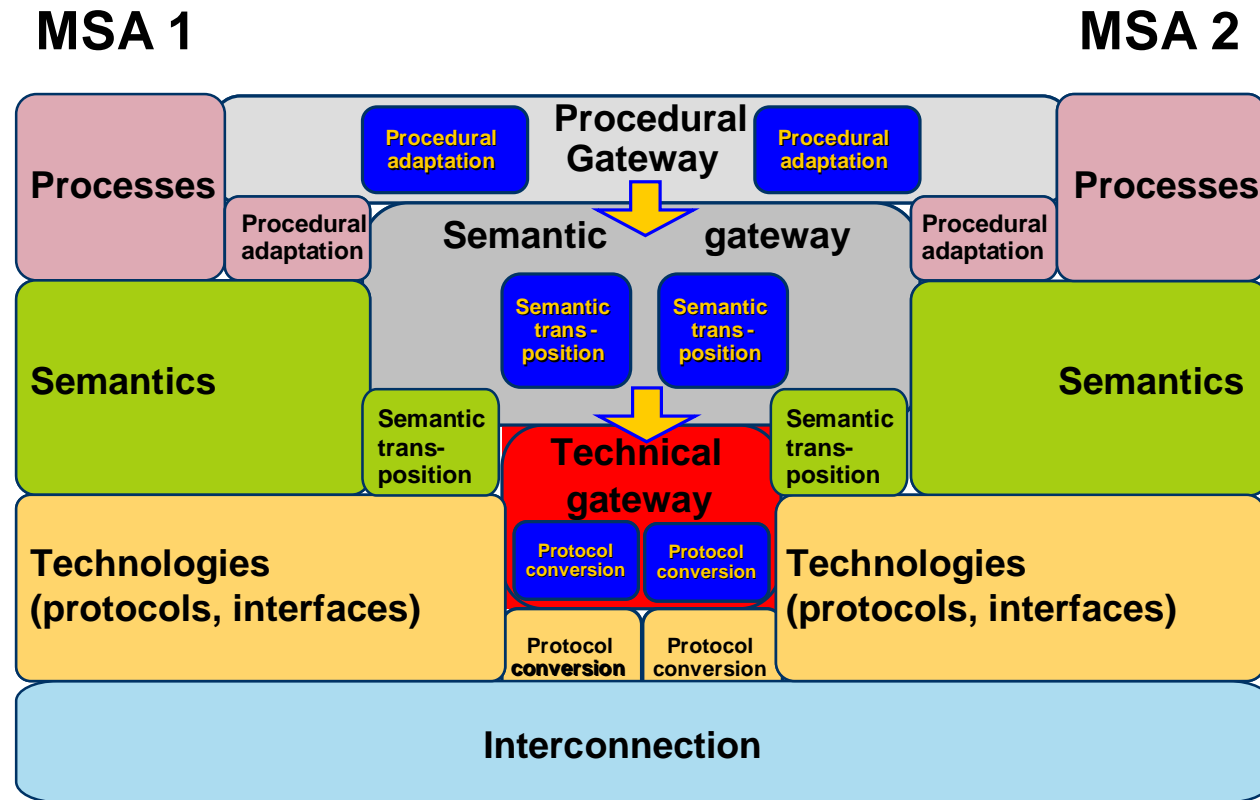 MSA 1
MSA 2
Procedural
Gateway
Procedural
adaptation
Procedural
adaptation
Processes
Processes
Procedural
adaptation
Procedural
adaptation
Semantic gateway
Semantic
trans -
position
Semantic
trans -
position
Semantics
Semantics
Semantic
trans-
position
Semantic
trans-
position
Technical
gateway
Protocol
conversion
Protocol
conversion
Technologies
(protocols, interfaces)
Technologies
(protocols, interfaces)
Protocol
conversion
Protocol
conversion
Interconnection